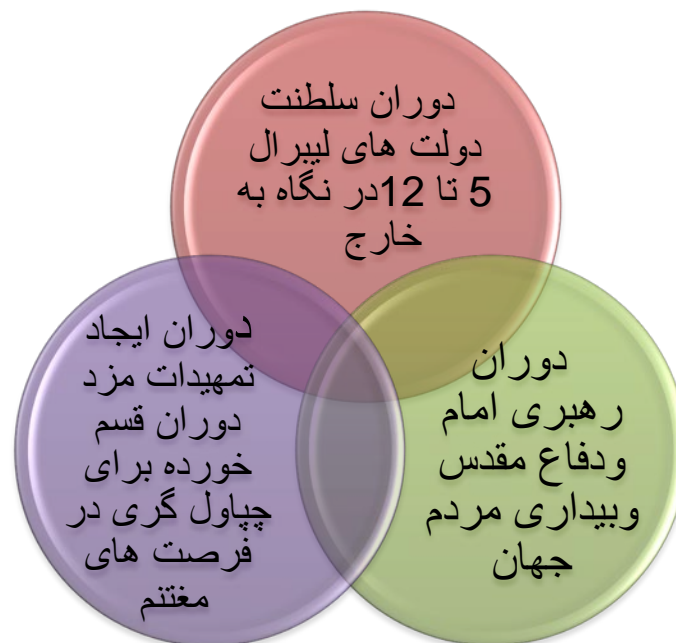 دوران سلطنت
دولت های لیبرال
5 تا 12در نگاه به
خارج
دوران
رهبری امام
ودفاع مقدس
وبیداری مردم
جهان
دوران ایجاد
تمهیدات مزد
دوران قسم
خورده برای
چپاول گری در
فرصت های
مغتنم